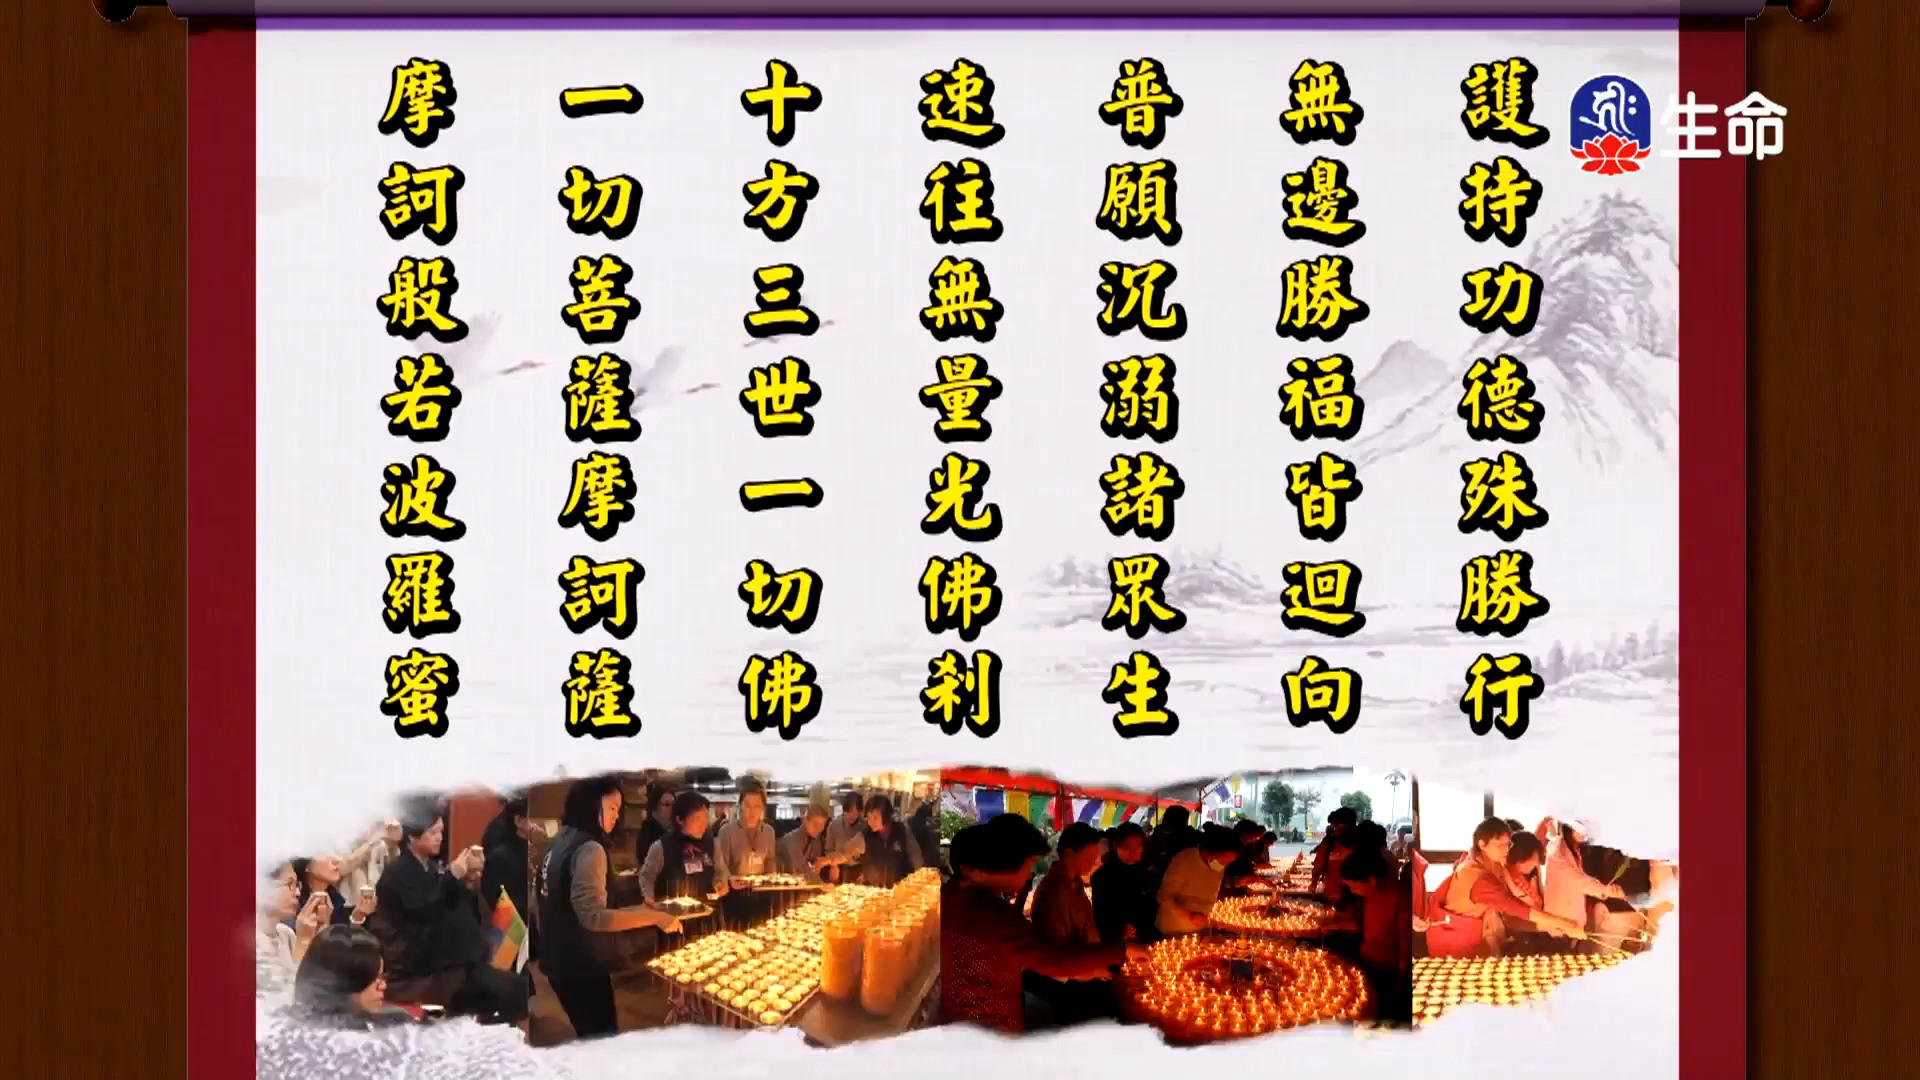 護持功德殊勝行
無邊勝福皆迴向
普願沉溺諸眾生
速往無量光佛剎
十方三世一切佛
一切菩薩摩訶薩
摩訶般若波羅蜜
生命